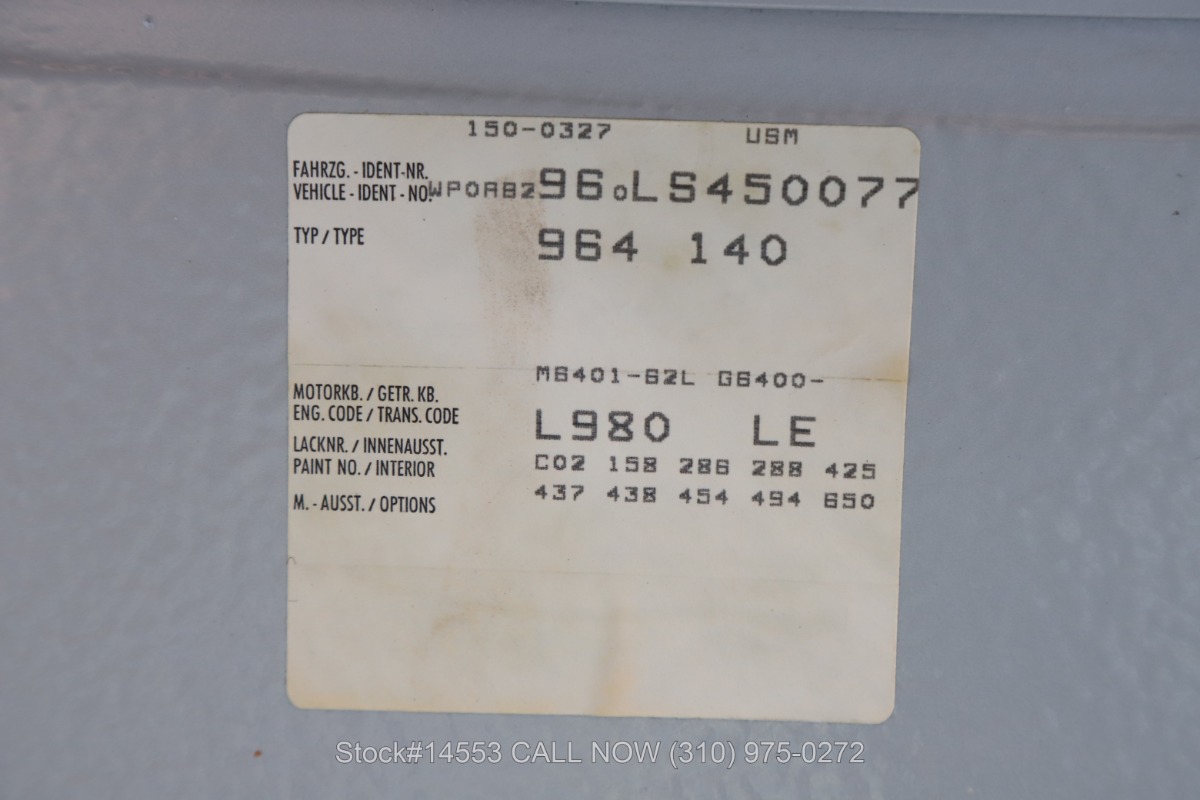 150-0327 USM
FAHRZG. - IDENT-NR.
VEHICLE - IDENT - NO. WP0AB296₀LS450077
TYP / TYPE 964 140
M6401-62L G6400-
MOTORKB. / GETR. KB.
ENG. CODE / TRANS. CODE
L980 LE
LACKNR. / INNENAUSST.
PAINT NO. / INTERIOR
C02 158 286 288 425
M. - AUSST. / OPTIONS
437 438 454 494 650
Stock#14553 CALL NOW (310) 975-0272